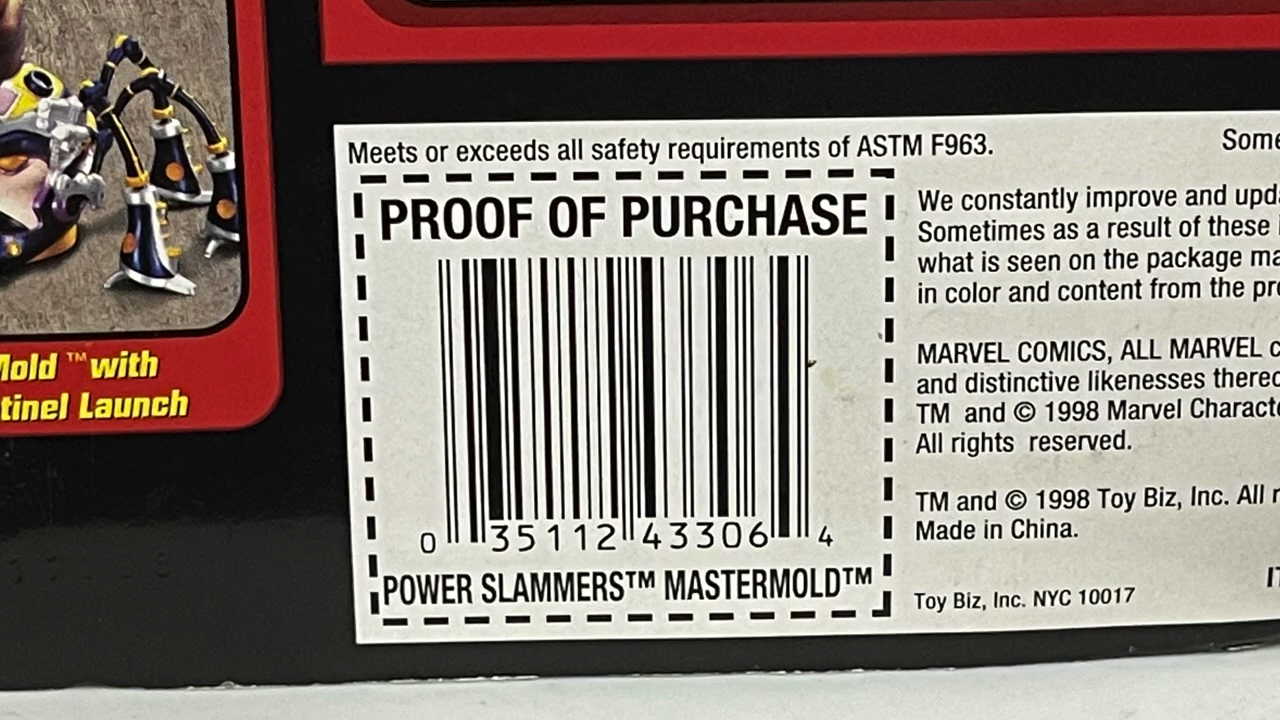 Mold ™ with
tinel Launch
Meets or exceeds all safety requirements of ASTM F963.
PROOF OF PURCHASE
0 35112 43306 4
POWER SLAMMERS™ MASTERMOLD™
Some
We constantly improve and upd
Sometimes as a result of these
what is seen on the package ma
in color and content from the pr
MARVEL COMICS, ALL MARVEL c
and distinctive likenesses thereo
TM and © 1998 Marvel Characte
All rights reserved.
TM and © 1998 Toy Biz, Inc. All r
Made in China.
Toy Biz, Inc. NYC 10017
IT